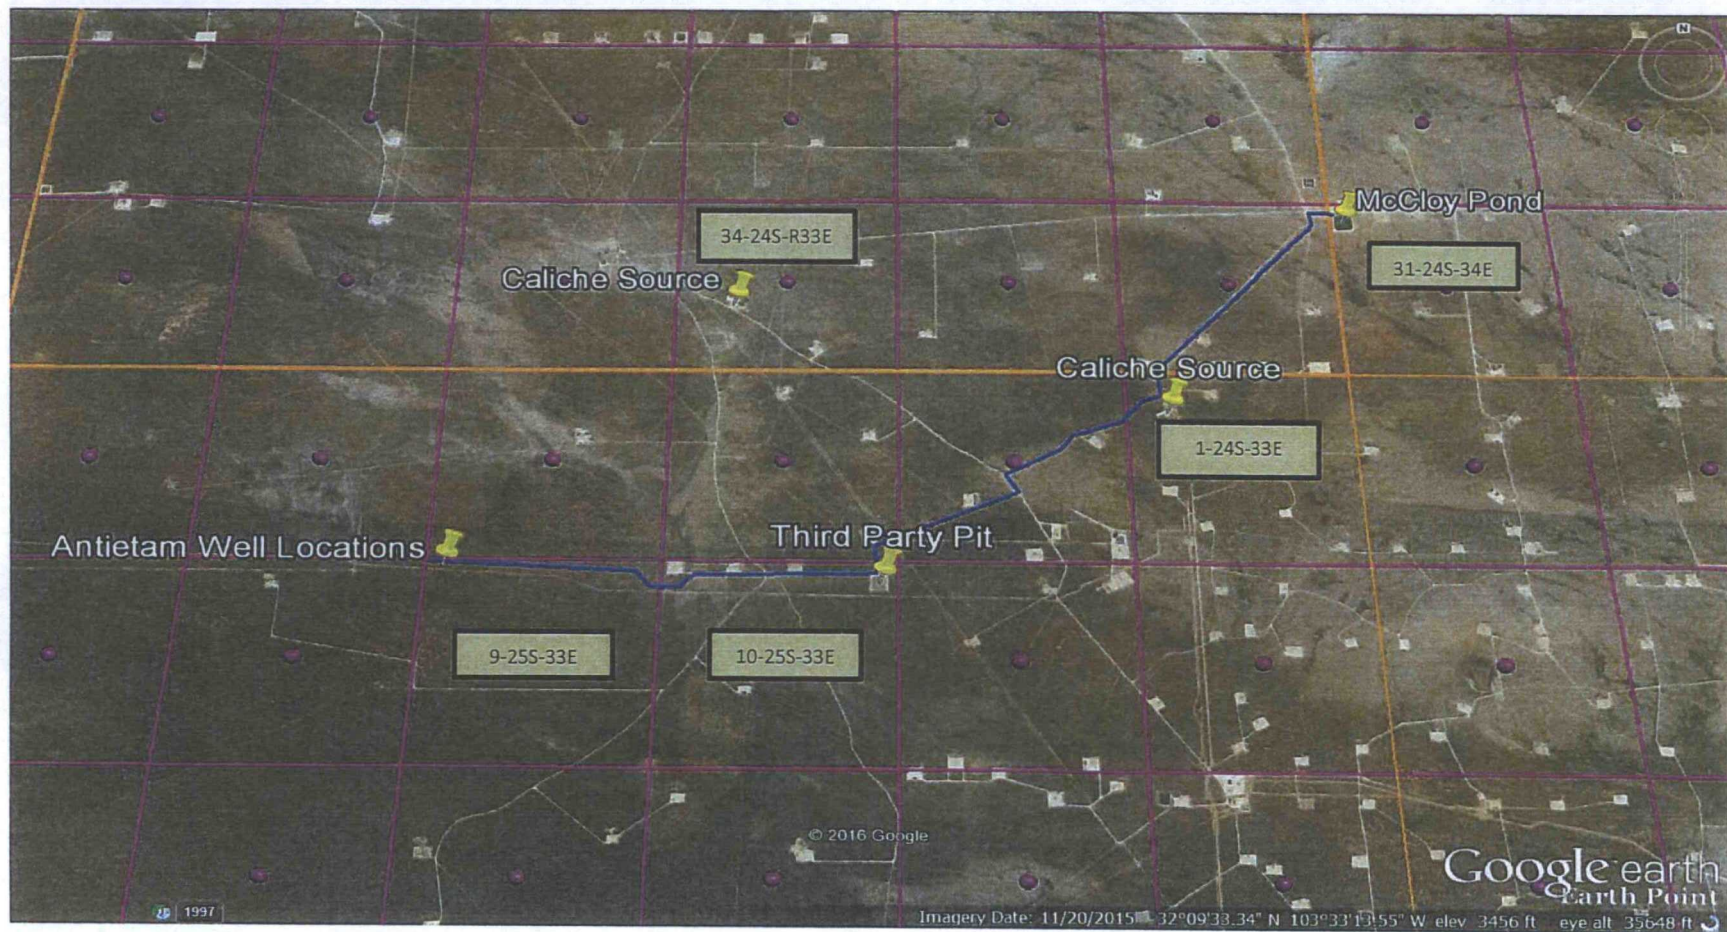 N
McCloy Pond
34-24S-R33E
31-24S-34E
Caliche Source
Caliche Source
1-24S-33E
Antietam Well Locations
Third Party Pit
9-25S-33E
10-25S-33E
© 2016 Google
Google earth
Earth Point
1997
Imagery Date: 11/20/2015 32°09'33.34" N 103°33'13.55" W elev 3456 ft eye alt 35648 ft